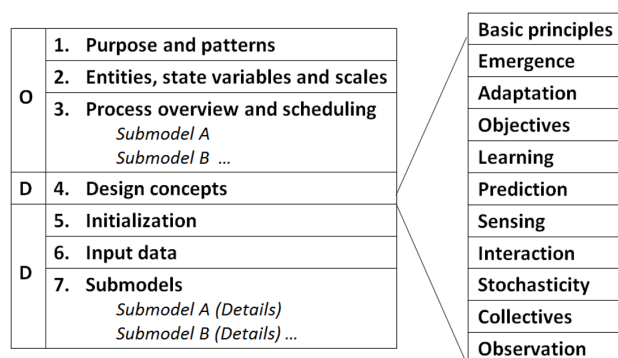 O
1. Purpose and patterns
2. Entities, state variables and scales
3. Process overview and scheduling
Submodel A
Submodel B ...
D
4. Design concepts
D
5. Initialization
6. Input data
7. Submodels
Submodel A (Details)
Submodel B (Details) ...
Basic principles
Emergence
Adaptation
Objectives
Learning
Prediction
Sensing
Interaction
Stochasticity
Collectives
Observation